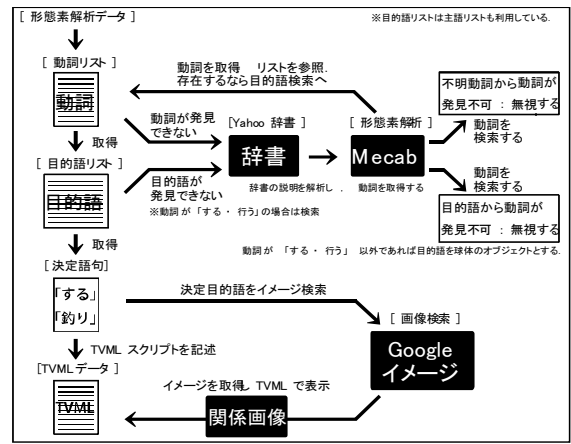 [ 形態素解析データ ]
※目的語リストは主語リストも利用している.
[ 動詞リスト ]
動詞
動詞を取得 リストを参照.
存在するなら目的語検索へ
不明動詞から動詞が
発見不可 : 無視する
動詞が発見
できない
[Yahoo 辞書 ]
辞書
[ 形態素解析 ]
Mecab
動詞を
検索する
取得
[ 目的語リスト ]
目的語
目的語が
発見できない
※動詞が 「する ・ 行う」の場合は検索
辞書の説明を解析し , 動詞を取得する
動詞を
検索する
目的語から動詞が
発見不可 : 無視する
動詞が 「する ・ 行う」 以外であれば目的語を球体のオブジェクトとする.
取得
[ 決定語句]
「する」
「釣り」
決定目的語をイメージ検索
[ 画像検索 ]
Google
イメージ
TVML スクリプトを記述
[TVMLデータ ]
TVML
イメージを取得し TVML で表示
関係画像